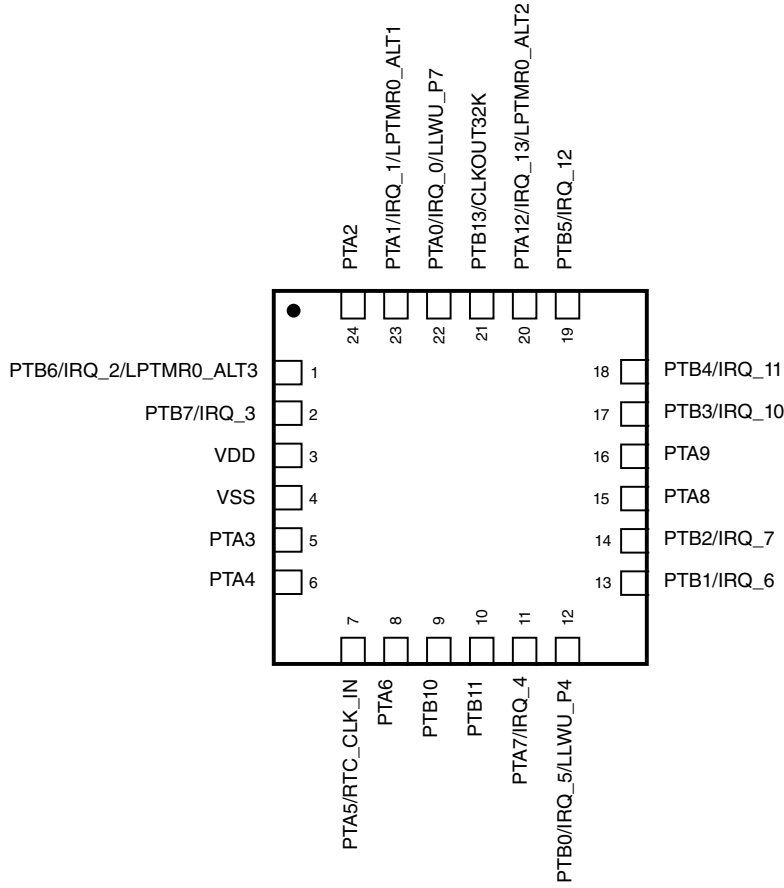 PTA2
PTA1/IRQ_1/LPTMR0_ALT1
PTA0/IRQ_0/LLWU_P7
PTB13/CLKOUT32K
PTA12/IRQ_13/LPTMR0_ALT2
PTB5/IRQ_12
24
23
22
21
20
19
PTB6/IRQ_2/LPTMR0_ALT3 1
PTB7/IRQ_3 2
VDD 3
VSS 4
PTA3 5
PTA4 6
18 PTB4/IRQ_11
17 PTB3/IRQ_10
16 PTA9
15 PTA8
14 PTB2/IRQ_7
13 PTB1/IRQ_6
7
8
9
10
11
12
PTA5/RTC_CLK_IN
PTA6
PTB10
PTB11
PTA7/IRQ_4
PTB0/IRQ_5/LLWU_P4